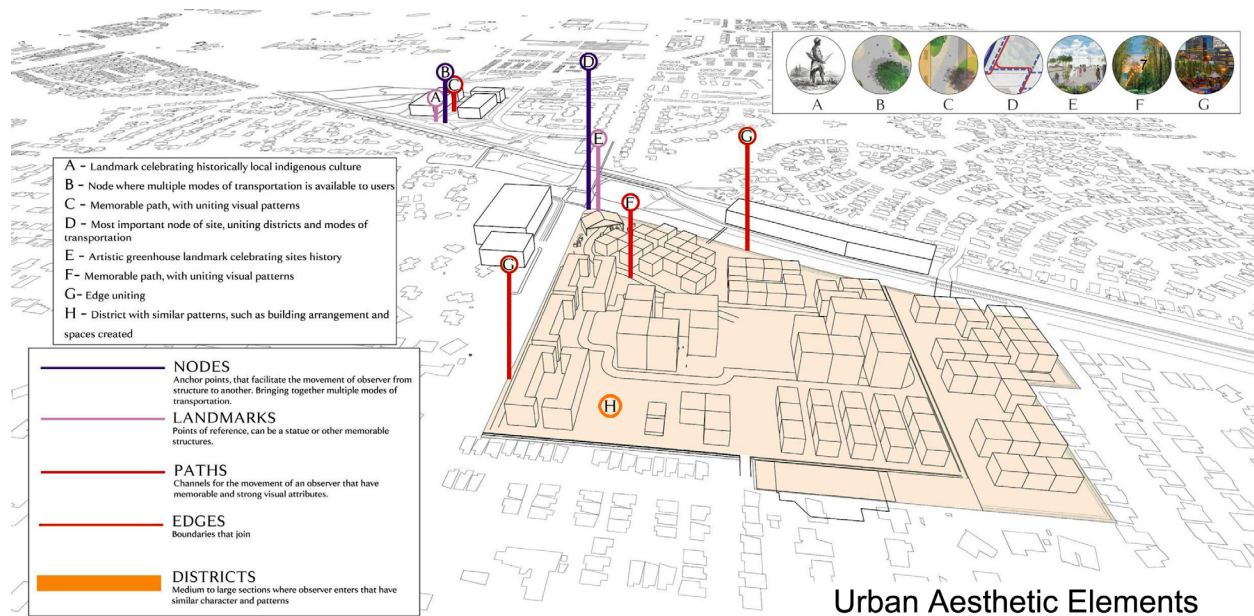 B
D
C
A
A
B
C
D
E
F
G
G
E
F
G
H
A - Landmark celebrating historically local indigenous culture
B - Node where multiple modes of transportation is available to users
C - Memorable path, with uniting visual patterns
D - Most important node of site, uniting districts and modes of
transportation
E - Artistic greenhouse landmark celebrating sites history
F- Memorable path, with uniting visual patterns
G- Edge uniting
H - District with similar patterns, such as building arrangement and
spaces created
NODES
Anchor points, that facilitate the movement of observer from
structure to another. Bringing together multiple modes of
transportation.
LANDMARKS
Points of reference, can be a statue or other memorable
structures.
PATHS
Channels for the movement of an observer that have
memorable and strong visual attributes.
EDGES
Boundaries that join
DISTRICTS
Medium to large sections where observer enters that have
similar character and patterns
Urban Aesthetic Elements